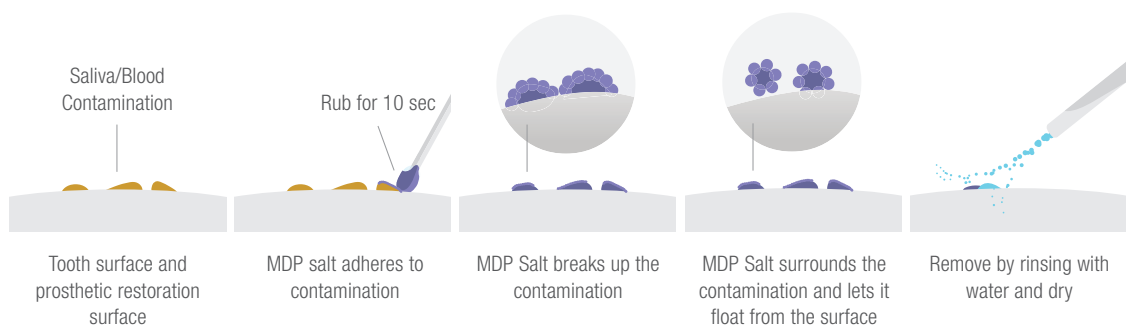 Saliva/Blood
Contamination
Rub for 10 sec
Tooth surface and
prosthetic restoration
surface
MDP salt adheres to
contamination
MDP Salt breaks up the
contamination
MDP Salt surrounds the
contamination and lets it
float from the surface
Remove by rinsing with
water and dry